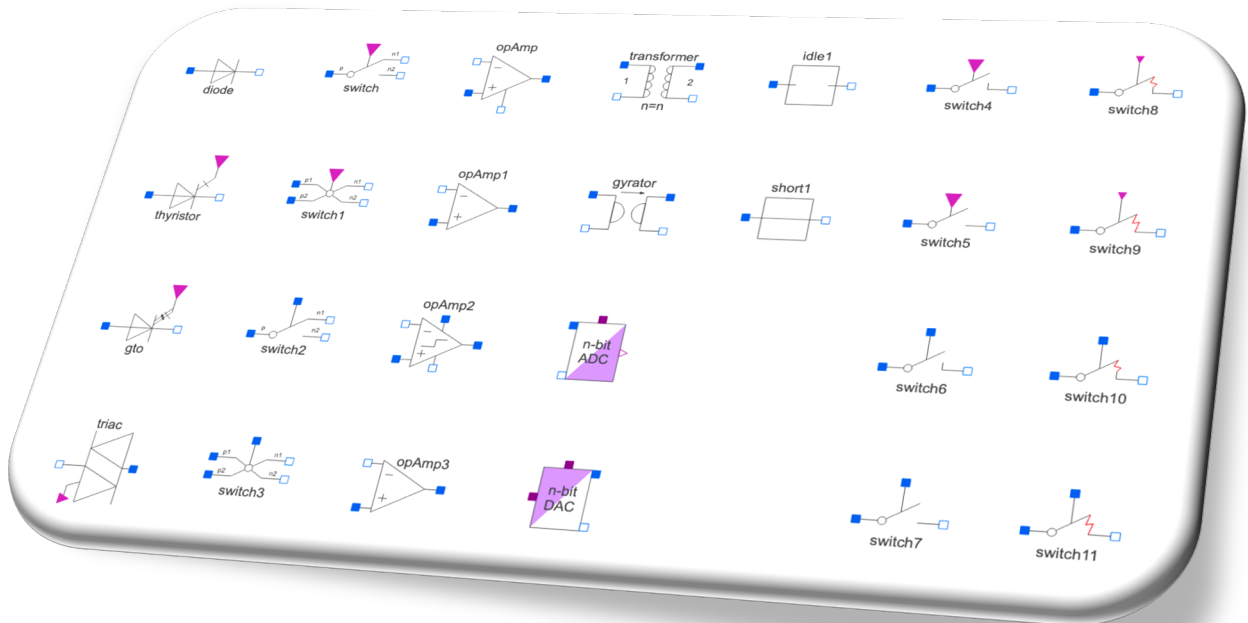 diode
p
n1
n2
switch
opAmp
transformer
1
2
n=n
idle1
switch4
switch8
thyristor
p1
p2
n1
n2
switch1
opAmp1
gyrator
short1
switch5
switch9
gto
p
n1
n2
switch2
opAmp2
n-bit
ADC
switch6
switch10
triac
p1
p2
n1
n2
switch3
opAmp3
n-bit
DAC
switch7
switch11